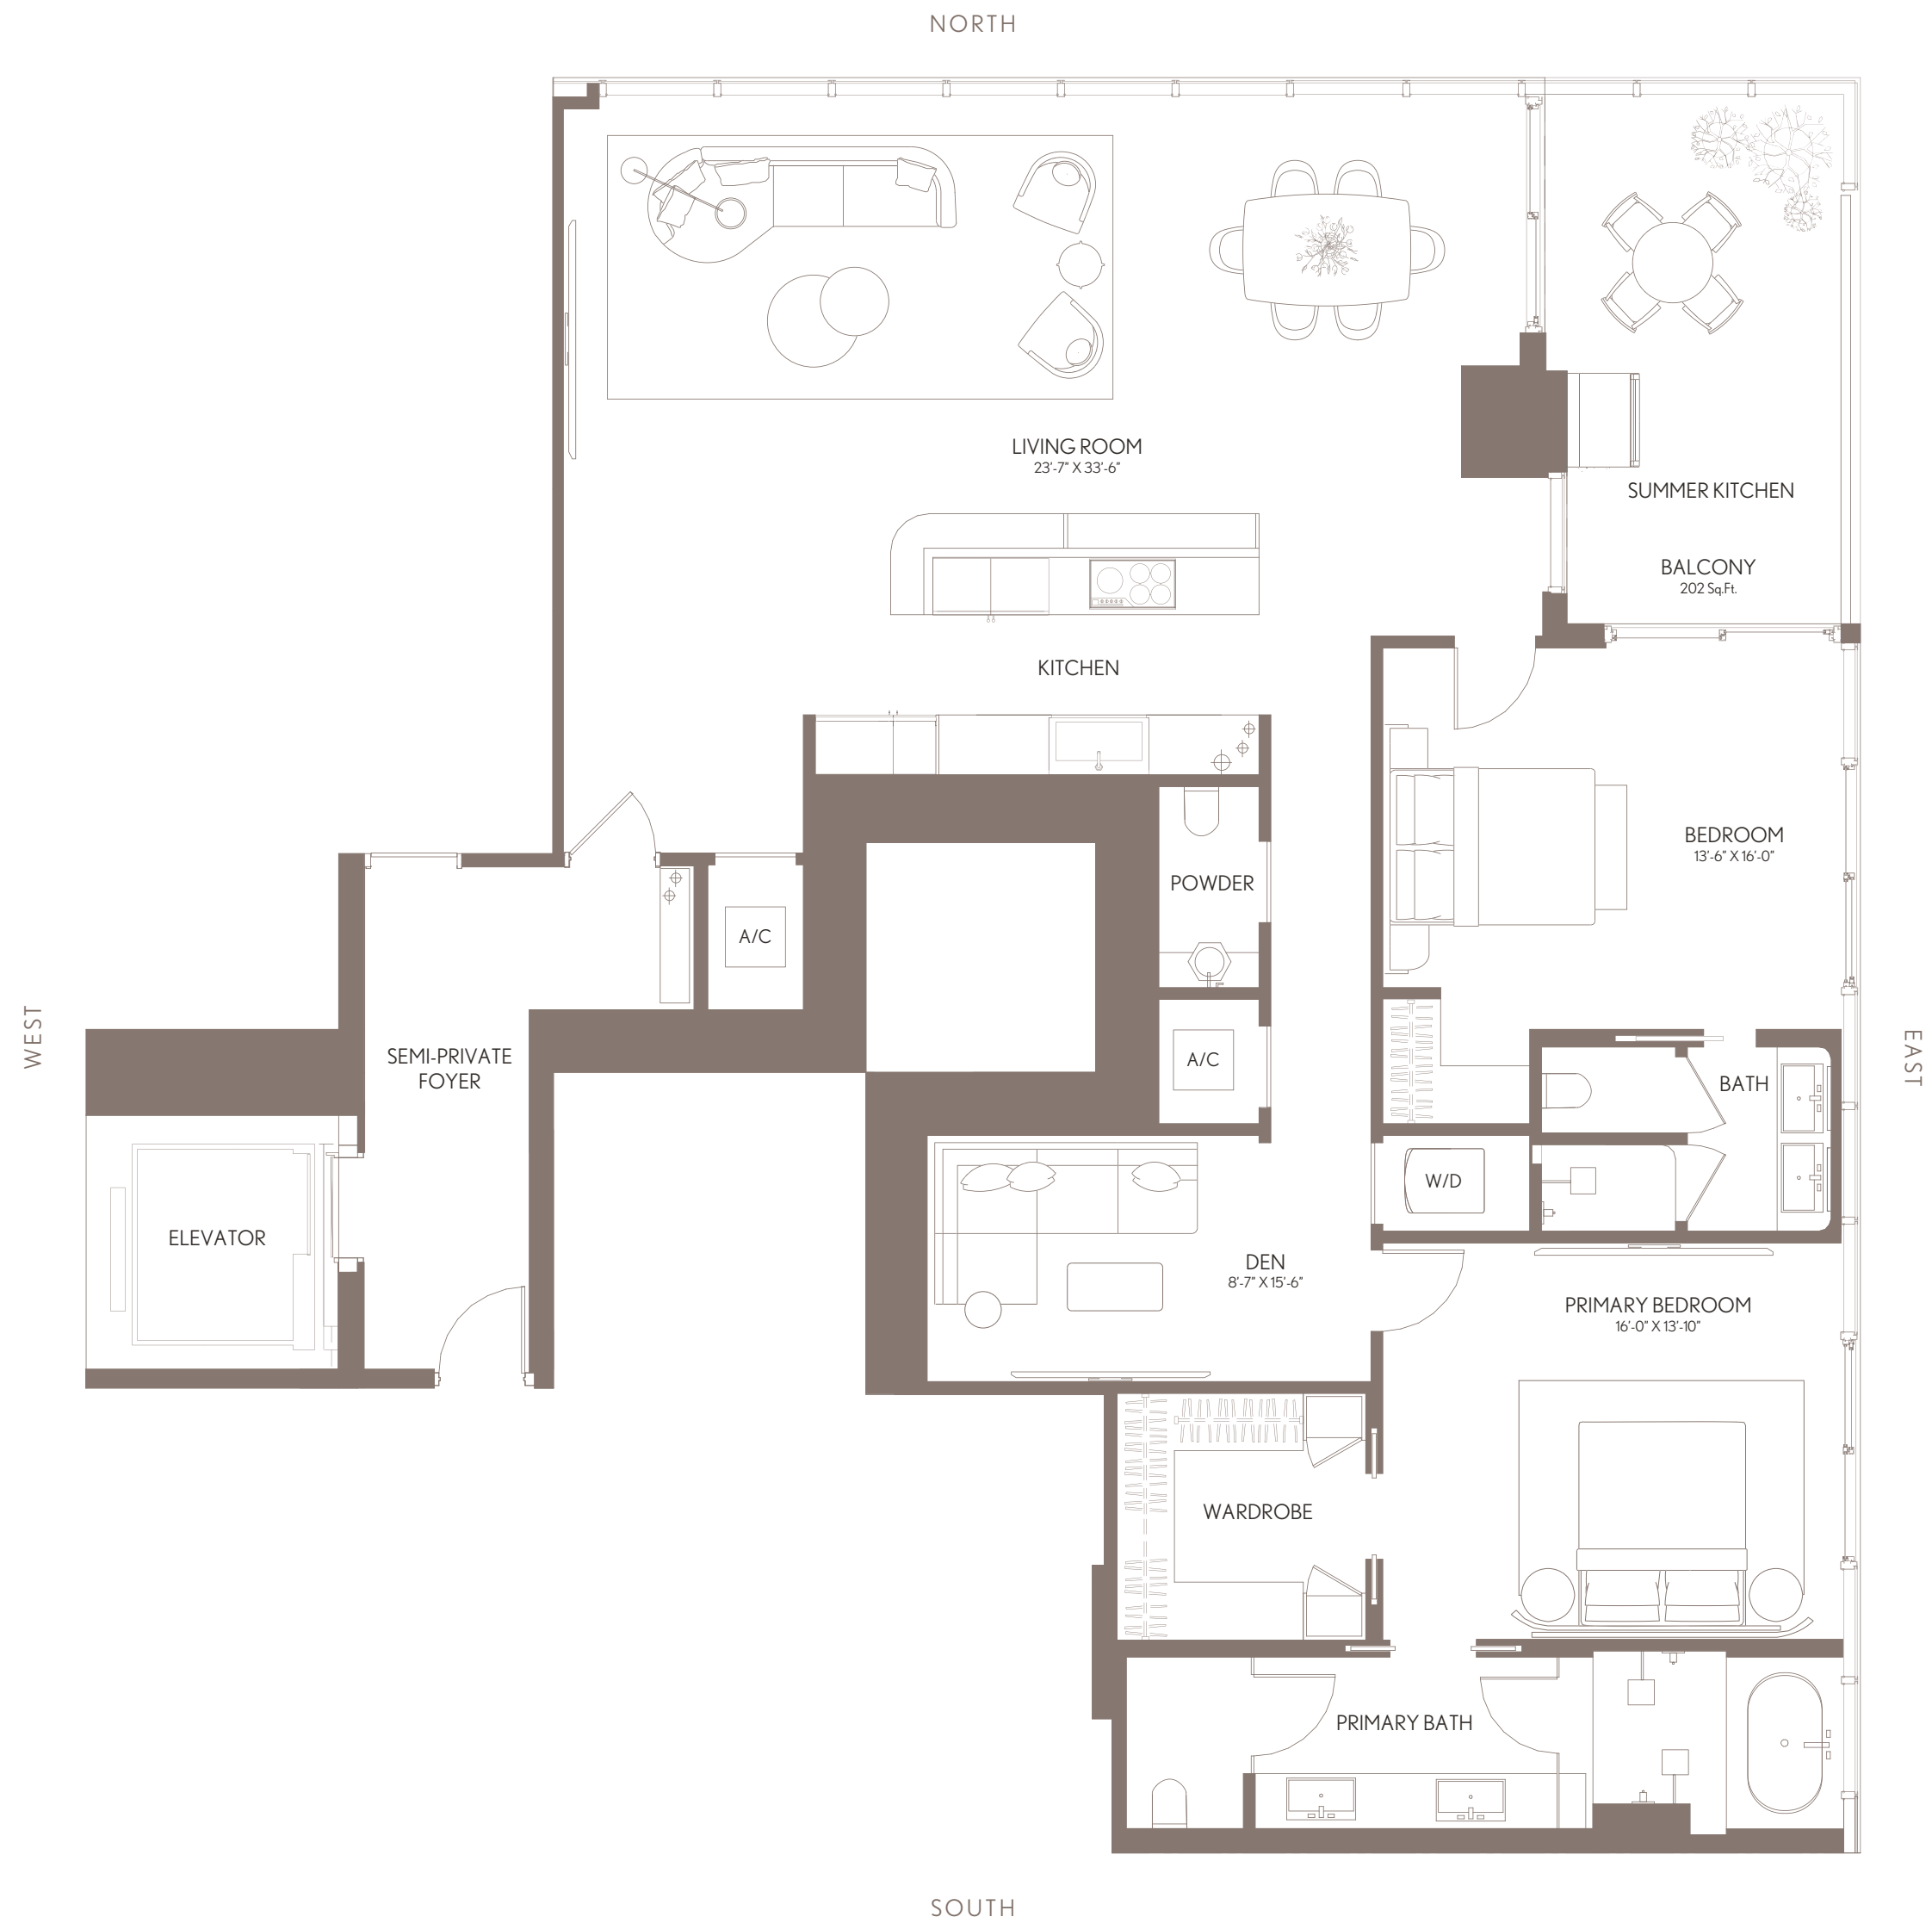 NORTH
LIVING ROOM
23'-7" X 33'-6"
SUMMER KITCHEN
BALCONY
202 Sq.Ft.
KITCHEN
BEDROOM
13'-6" X 16'-0"
POWDER
A/C
WEST
SEMI-PRIVATE
FOYER
A/C
BATH
EAST
W/D
ELEVATOR
DEN
8'-7" X 15'-6"
PRIMARY BEDROOM
16'-0" X 13'-10"
WARDROBE
PRIMARY BATH
SOUTH